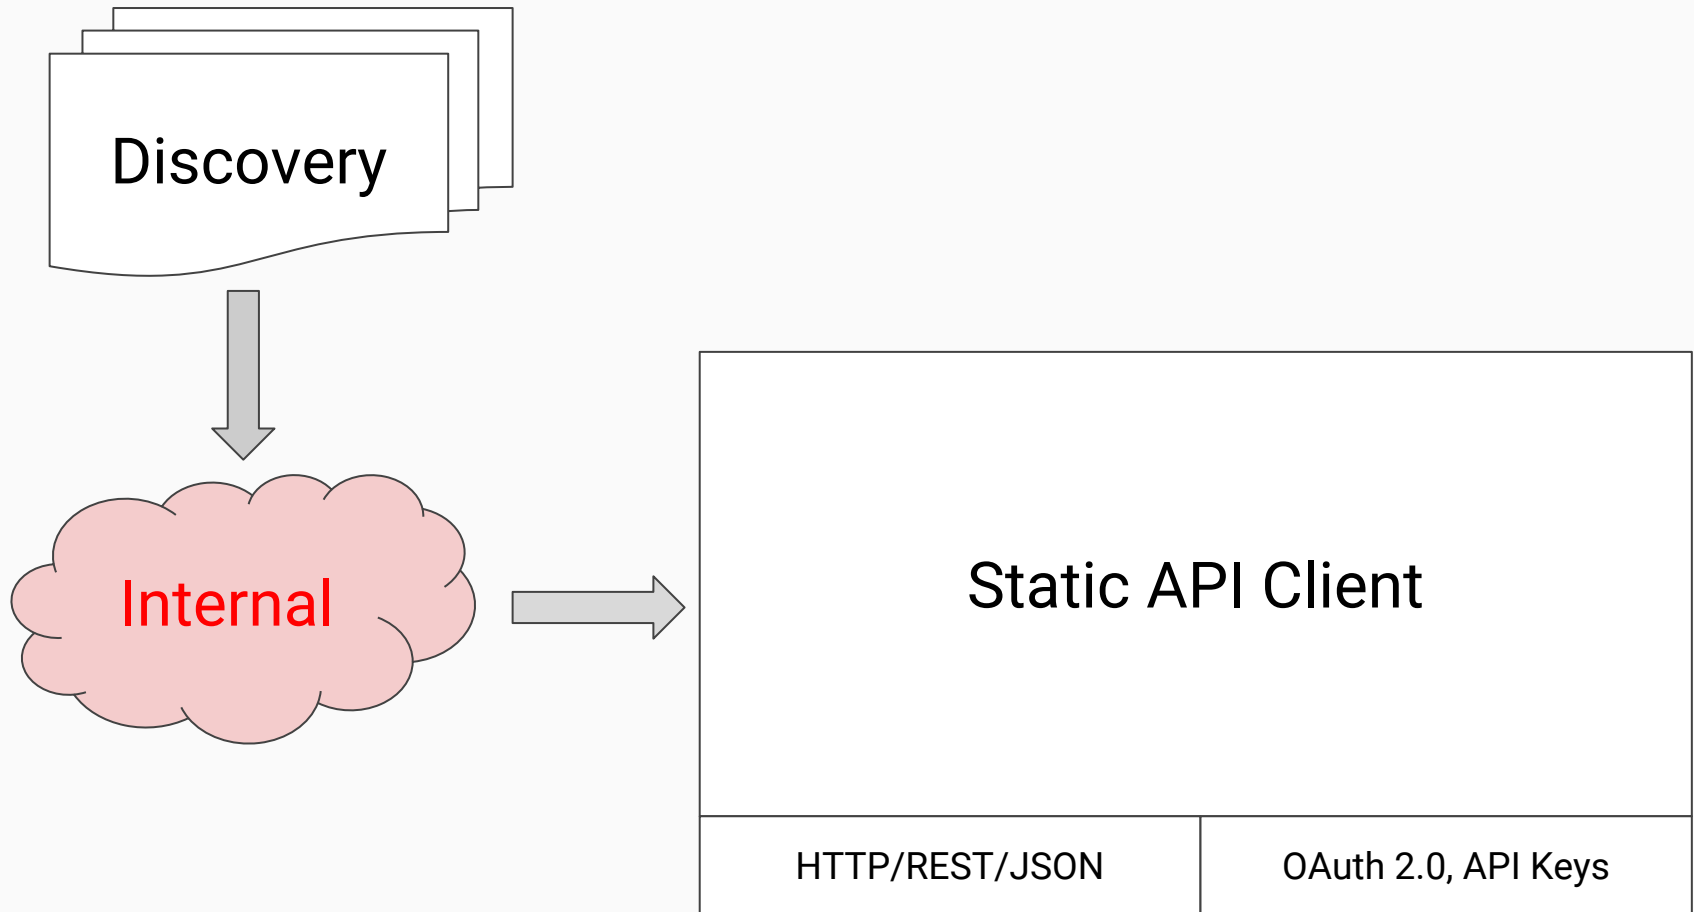 Discovery
Internal
Static API Client
HTTP/REST/JSON
OAuth 2.0, API Keys